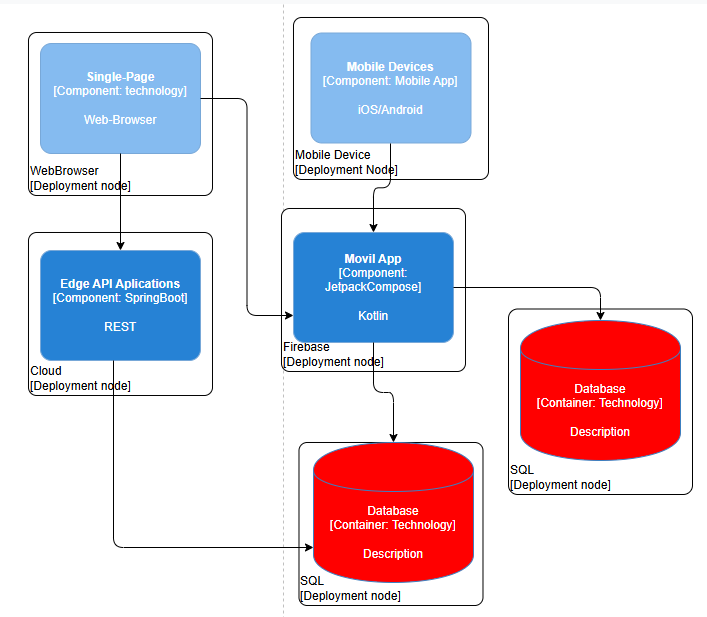 Single-Page
[Component: technology]
Web-Browser
WebBrowser
[Deployment node]
Mobile Devices
[Component: Mobile App]
iOS/Android
Mobile Device
[Deployment Node]
Edge API Aplications
[Component: SpringBoot]
REST
Cloud
[Deployment node]
Movil App
[Component:
JetpackCompose]
Kotlin
Firebase
[Deployment node]
Database
[Container: Technology]
Description
SQL
[Deployment node]
Database
[Container: Technology]
Description
SQL
[Deployment node]